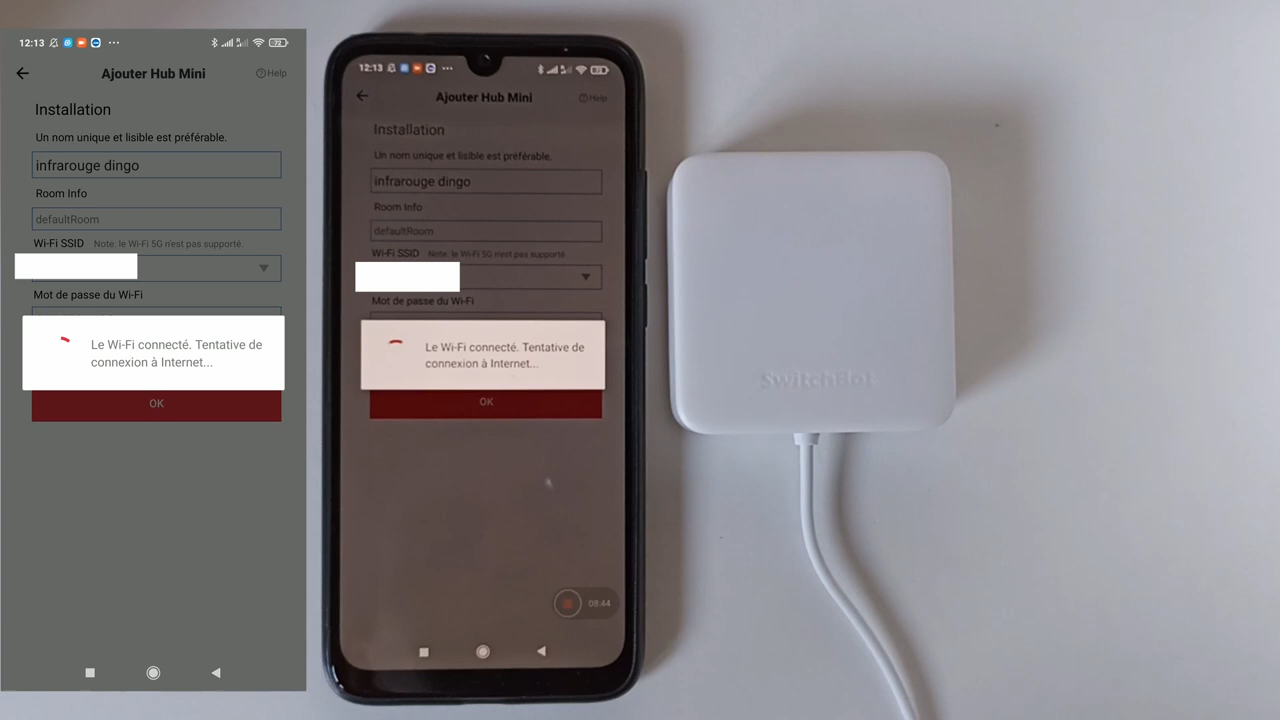 12:13
72
Ajouter Hub Mini
Help
Installation
Un nom unique et lisible est préférable.
infrarouge dingo
Room Info
defaultRoom
Wi-Fi SSID Note: le Wi-Fi 5G n'est pas supporté.
Mot de passe du Wi-Fi
Le Wi-Fi connecté. Tentative de
connexion à Internet...
OK
12:13
Ajouter Hub Mini
Help
Installation
Un nom unique et lisible est préférable.
infrarouge dingo
Room Info
defaultRoom
Wi-Fi SSID Note: le Wi-Fi 5G n'est pas supporté
Mot de passe du Wi-Fi
Le Wi-Fi connecté. Tentative de
connexion à Internet...
OK
08:44
SwitchBot